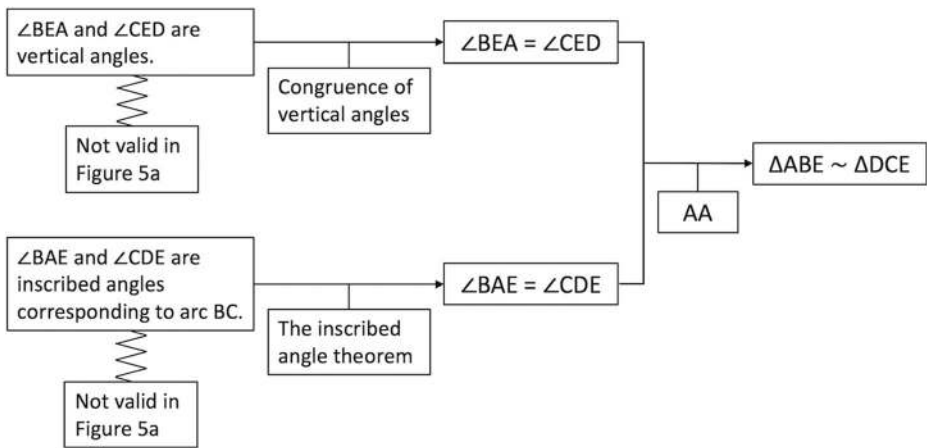 ∠BEA and ∠CED are
vertical angles.
∠BEA = ∠CED
Congruence of
vertical angles
Not valid in
Figure 5a
ΔABE ~ ΔDCE
AA
∠BAE and ∠CDE are
inscribed angles
corresponding to arc BC.
∠BAE = ∠CDE
The inscribed
angle theorem
Not valid in
Figure 5a